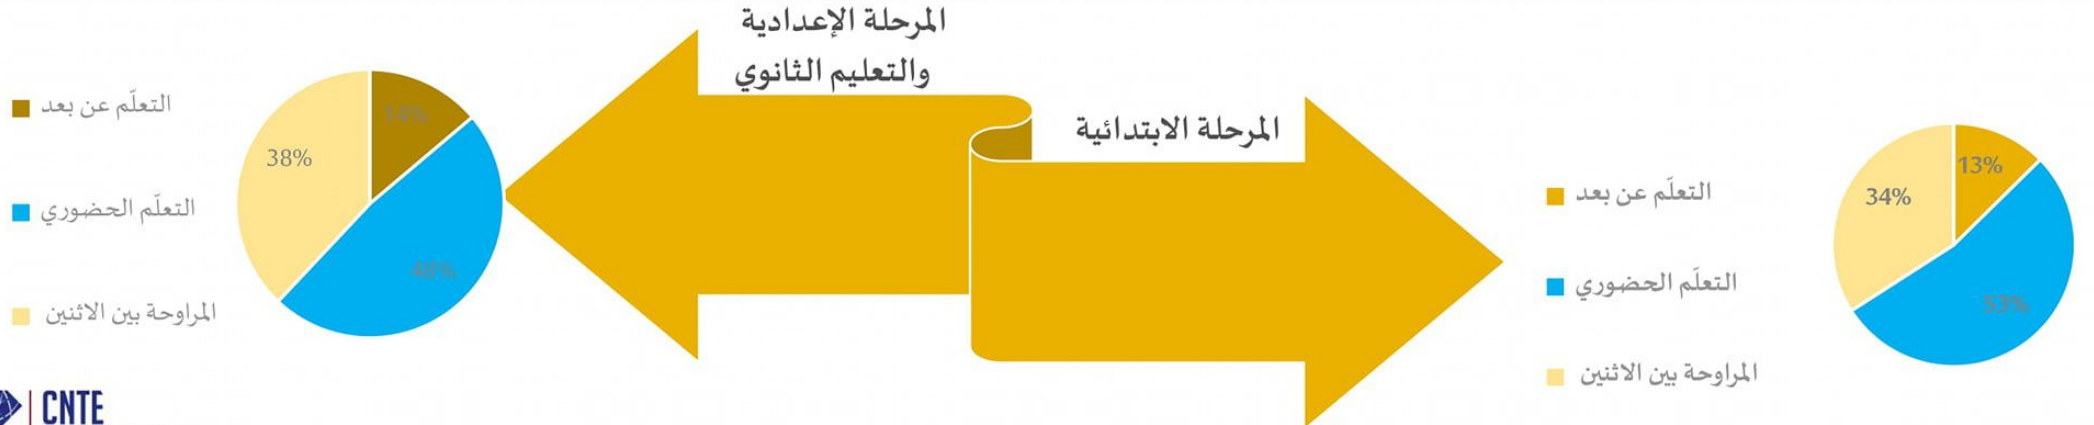 المرحلة الإعدادية
والتعليم الثانوي
المرحلة الابتدائية
التعلّم عن بعد
التعلّم الحضوري
المراوحة بين الاثنين
13%
34%
53%
التعلّم عن بعد
التعلّم الحضوري
المراوحة بين الاثنين
14%
38%
48%
CNTE